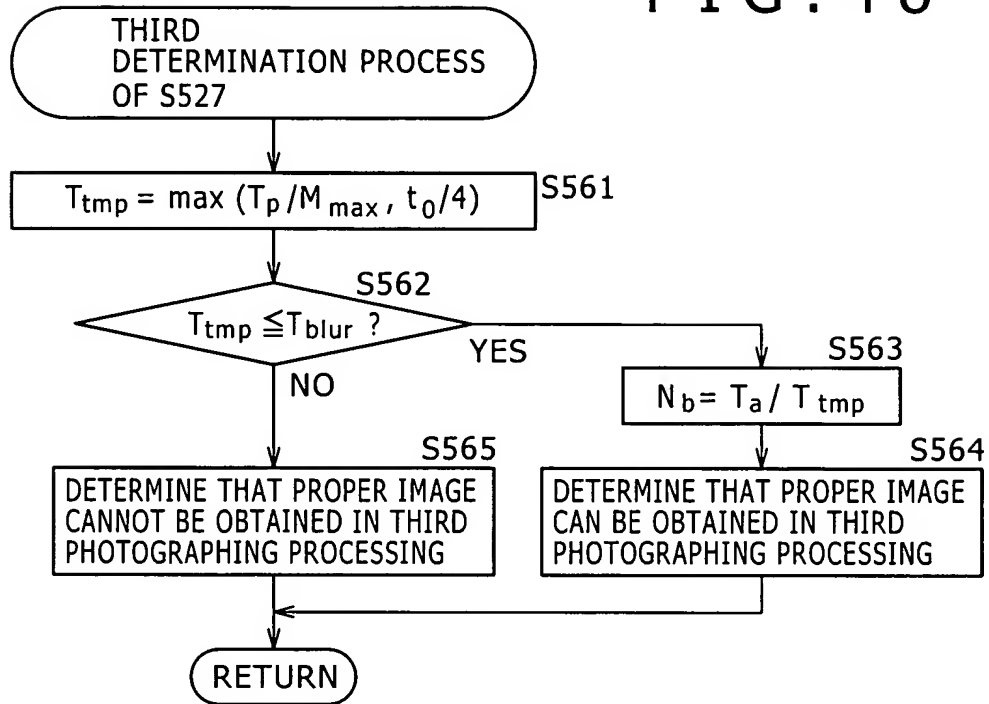 FIG.
THIRD
DETERMINATION PROCESS
OF S527
T_tmp = max (T_p/M_max, t_0/4)
S561
S562
T_tmp ≦ T_blur ?
YES
NO
S563
N_b = T_a / T_tmp
S565
DETERMINE THAT PROPER IMAGE
CANNOT BE OBTAINED IN THIRD
PHOTOGRAPHING PROCESSING
S564
DETERMINE THAT PROPER IMAGE
CAN BE OBTAINED IN THIRD
PHOTOGRAPHING PROCESSING
RETURN